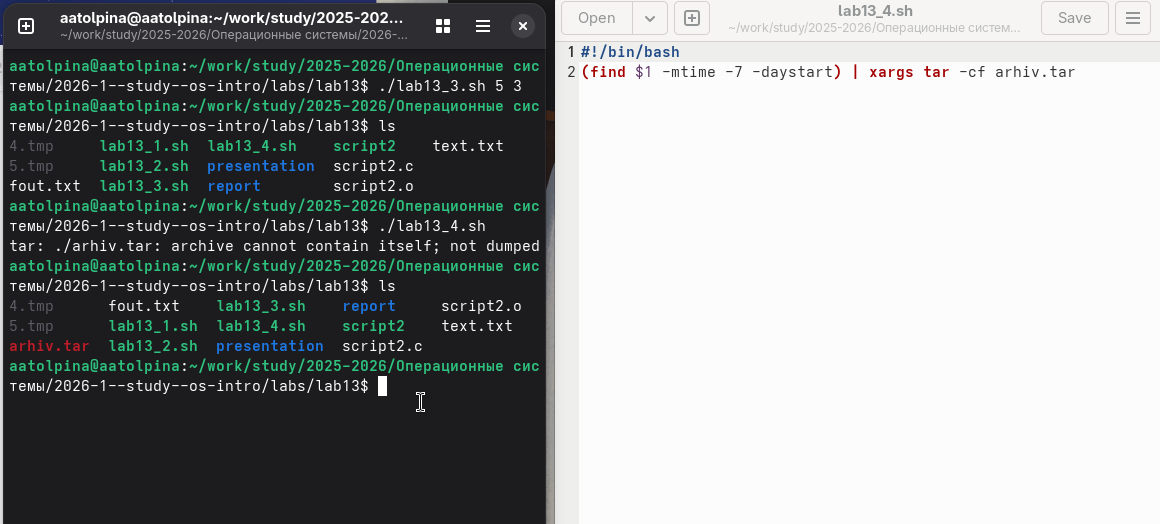 aatolpina@aatolpina:~/work/study/2025-202...
~/work/study/2025-2026/Операционные системы/2026-...
aatolpina@aatolpina:~/work/study/2025-2026/Операционные сис
темы/2026-1--study--os-intro/labs/lab13$ ./lab13_3.sh 5 3
aatolpina@aatolpina:~/work/study/2025-2026/Операционные сис
темы/2026-1--study--os-intro/labs/lab13$ ls
4.tmp lab13_1.sh lab13_4.sh script2 text.txt
5.tmp lab13_2.sh presentation script2.c
fout.txt lab13_3.sh report script2.o
aatolpina@aatolpina:~/work/study/2025-2026/Операционные сис
темы/2026-1--study--os-intro/labs/lab13$ ./lab13_4.sh
tar: ./arhiv.tar: archive cannot contain itself; not dumped
aatolpina@aatolpina:~/work/study/2025-2026/Операционные сис
темы/2026-1--study--os-intro/labs/lab13$ ls
4.tmp fout.txt lab13_3.sh report script2.o
5.tmp lab13_1.sh lab13_4.sh script2 text.txt
arhiv.tar lab13_2.sh presentation script2.c
aatolpina@aatolpina:~/work/study/2025-2026/Операционные сис
темы/2026-1--study--os-intro/labs/lab13$
Open
lab13_4.sh
~/work/study/2025-2026/Операционные систем...
Save
1 #!/bin/bash
2 (find $1 -mtime -7 -daystart) | xargs tar -cf arhiv.tar